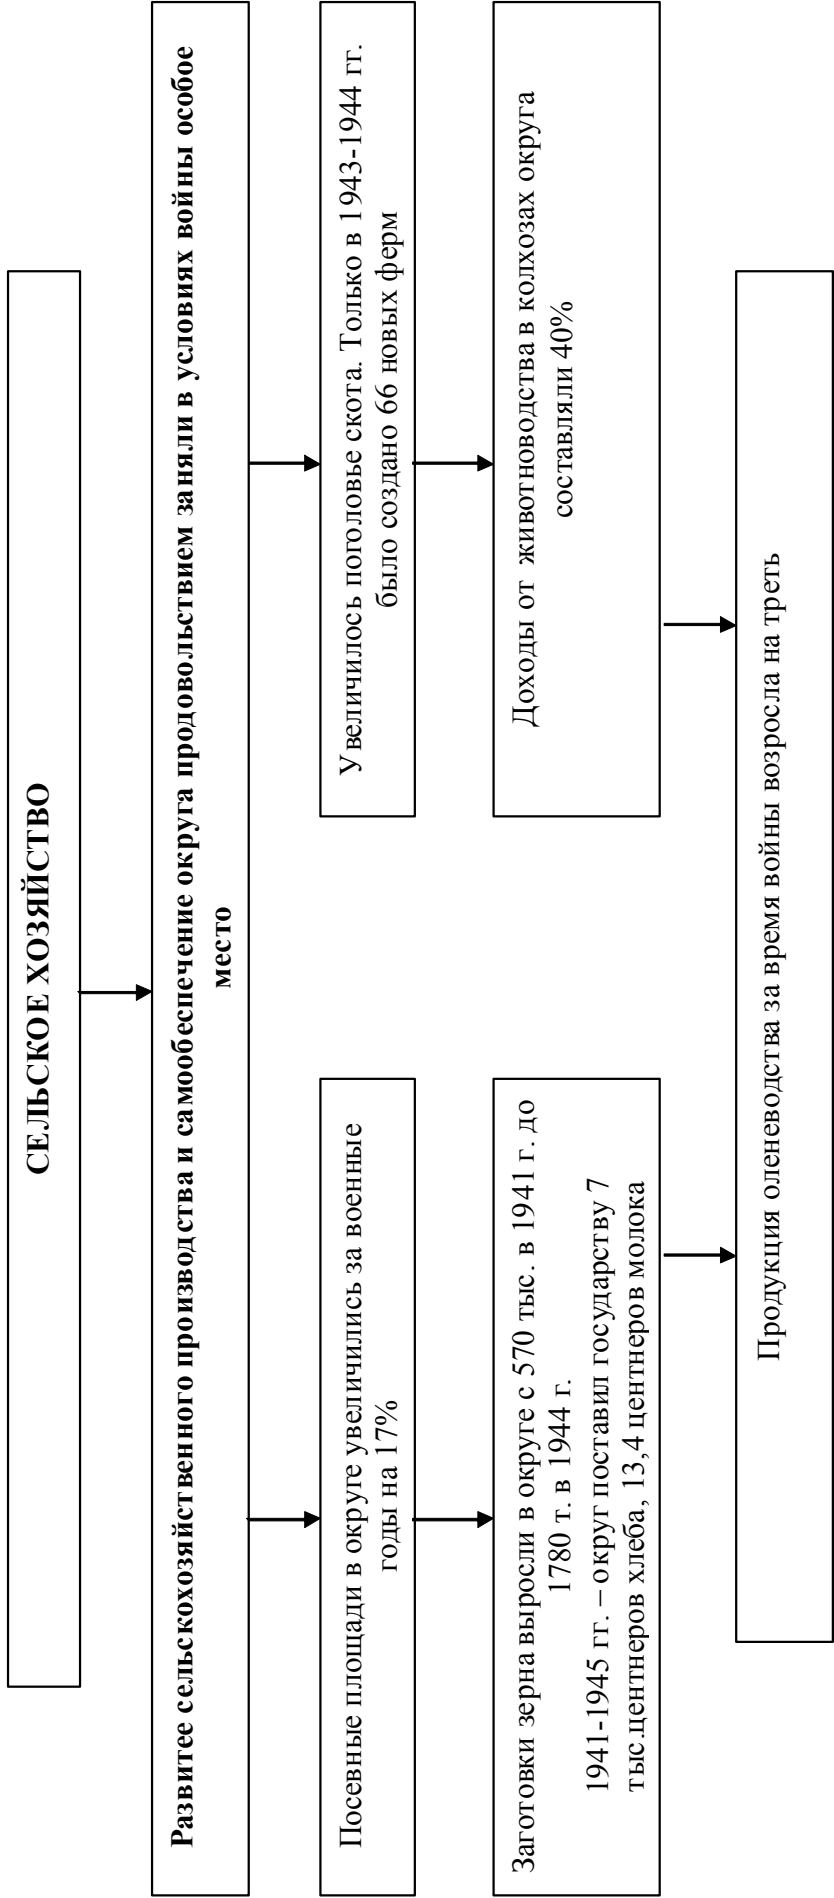 СЕЛЬСКОЕ ХОЗЯЙСТВО
Развитее сельскохозяйственного производства и самообеспечение округа продовольствием заняли в условиях войны особое
место
Посевные площади в округе увеличились за военные
годы на 17%
Увеличилось поголовье скота. Только в 1943-1944 гг.
было создано 66 новых ферм
Заготовки зерна выросли в округе с 570 тыс. в 1941 г. до
1780 т. в 1944 г.
1941-1945 гг. – округ поставил государству 7
тыс.центнеров хлеба, 13,4 центнеров молока
Доходы от животноводства в колхозах округа
составляли 40%
Продукция оленеводства за время войны возросла на треть